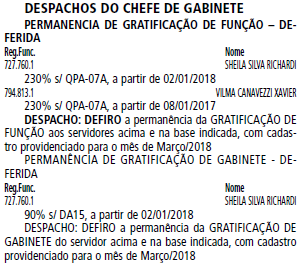 DESPACHOS DO CHEFE DE GABINETE
PERMANENCIA DE GRATIFICAÇÃO DE FUNÇÃO – DE-
FERIDA
Reg.Func. Nome
727.760.1 SHEILA SILVA RICHARDI
230% s/ QPA-07A, a partir de 02/01/2018
794.813.1 VILMA CANAVEZZI XAVIER
230% s/ QPA-07A, a partir de 08/01/2017
DESPACHO: DEFIRO a permanência da GRATIFICAÇÃO DE
FUNÇÃO aos servidores acima e na base indicada, com cadas-
tro providenciado para o mês de Março/2018
PERMANÊNCIA DE GRATIFICAÇÃO DE GABINETE - DE-
FERIDA
Reg.Func. Nome
727.760.1 SHEILA SILVA RICHARDI
90% s/ DA15, a partir de 02/01/2018
DESPACHO: DEFIRO a permanência da GRATIFICAÇÃO DE
GABINETE do servidor acima e na base indicada, com cadastro
providenciado para o mês de Março/2018